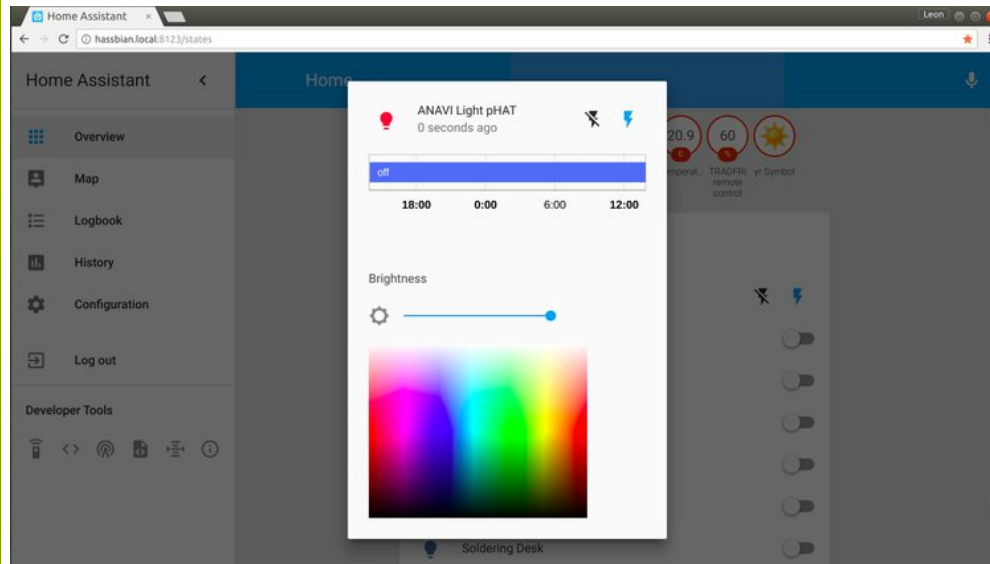 Home Assistant
Leon
hassbian.local:8123/states
Home Assistant
Home
Overview
Map
Logbook
History
Configuration
Log out
Developer Tools
ANAVI Light pHAT
0 seconds ago
off
18:00 0:00 6:00 12:00
Brightness
20.9 60
C %
TRADFRI yr Symbol
remote
control
Soldering Desk